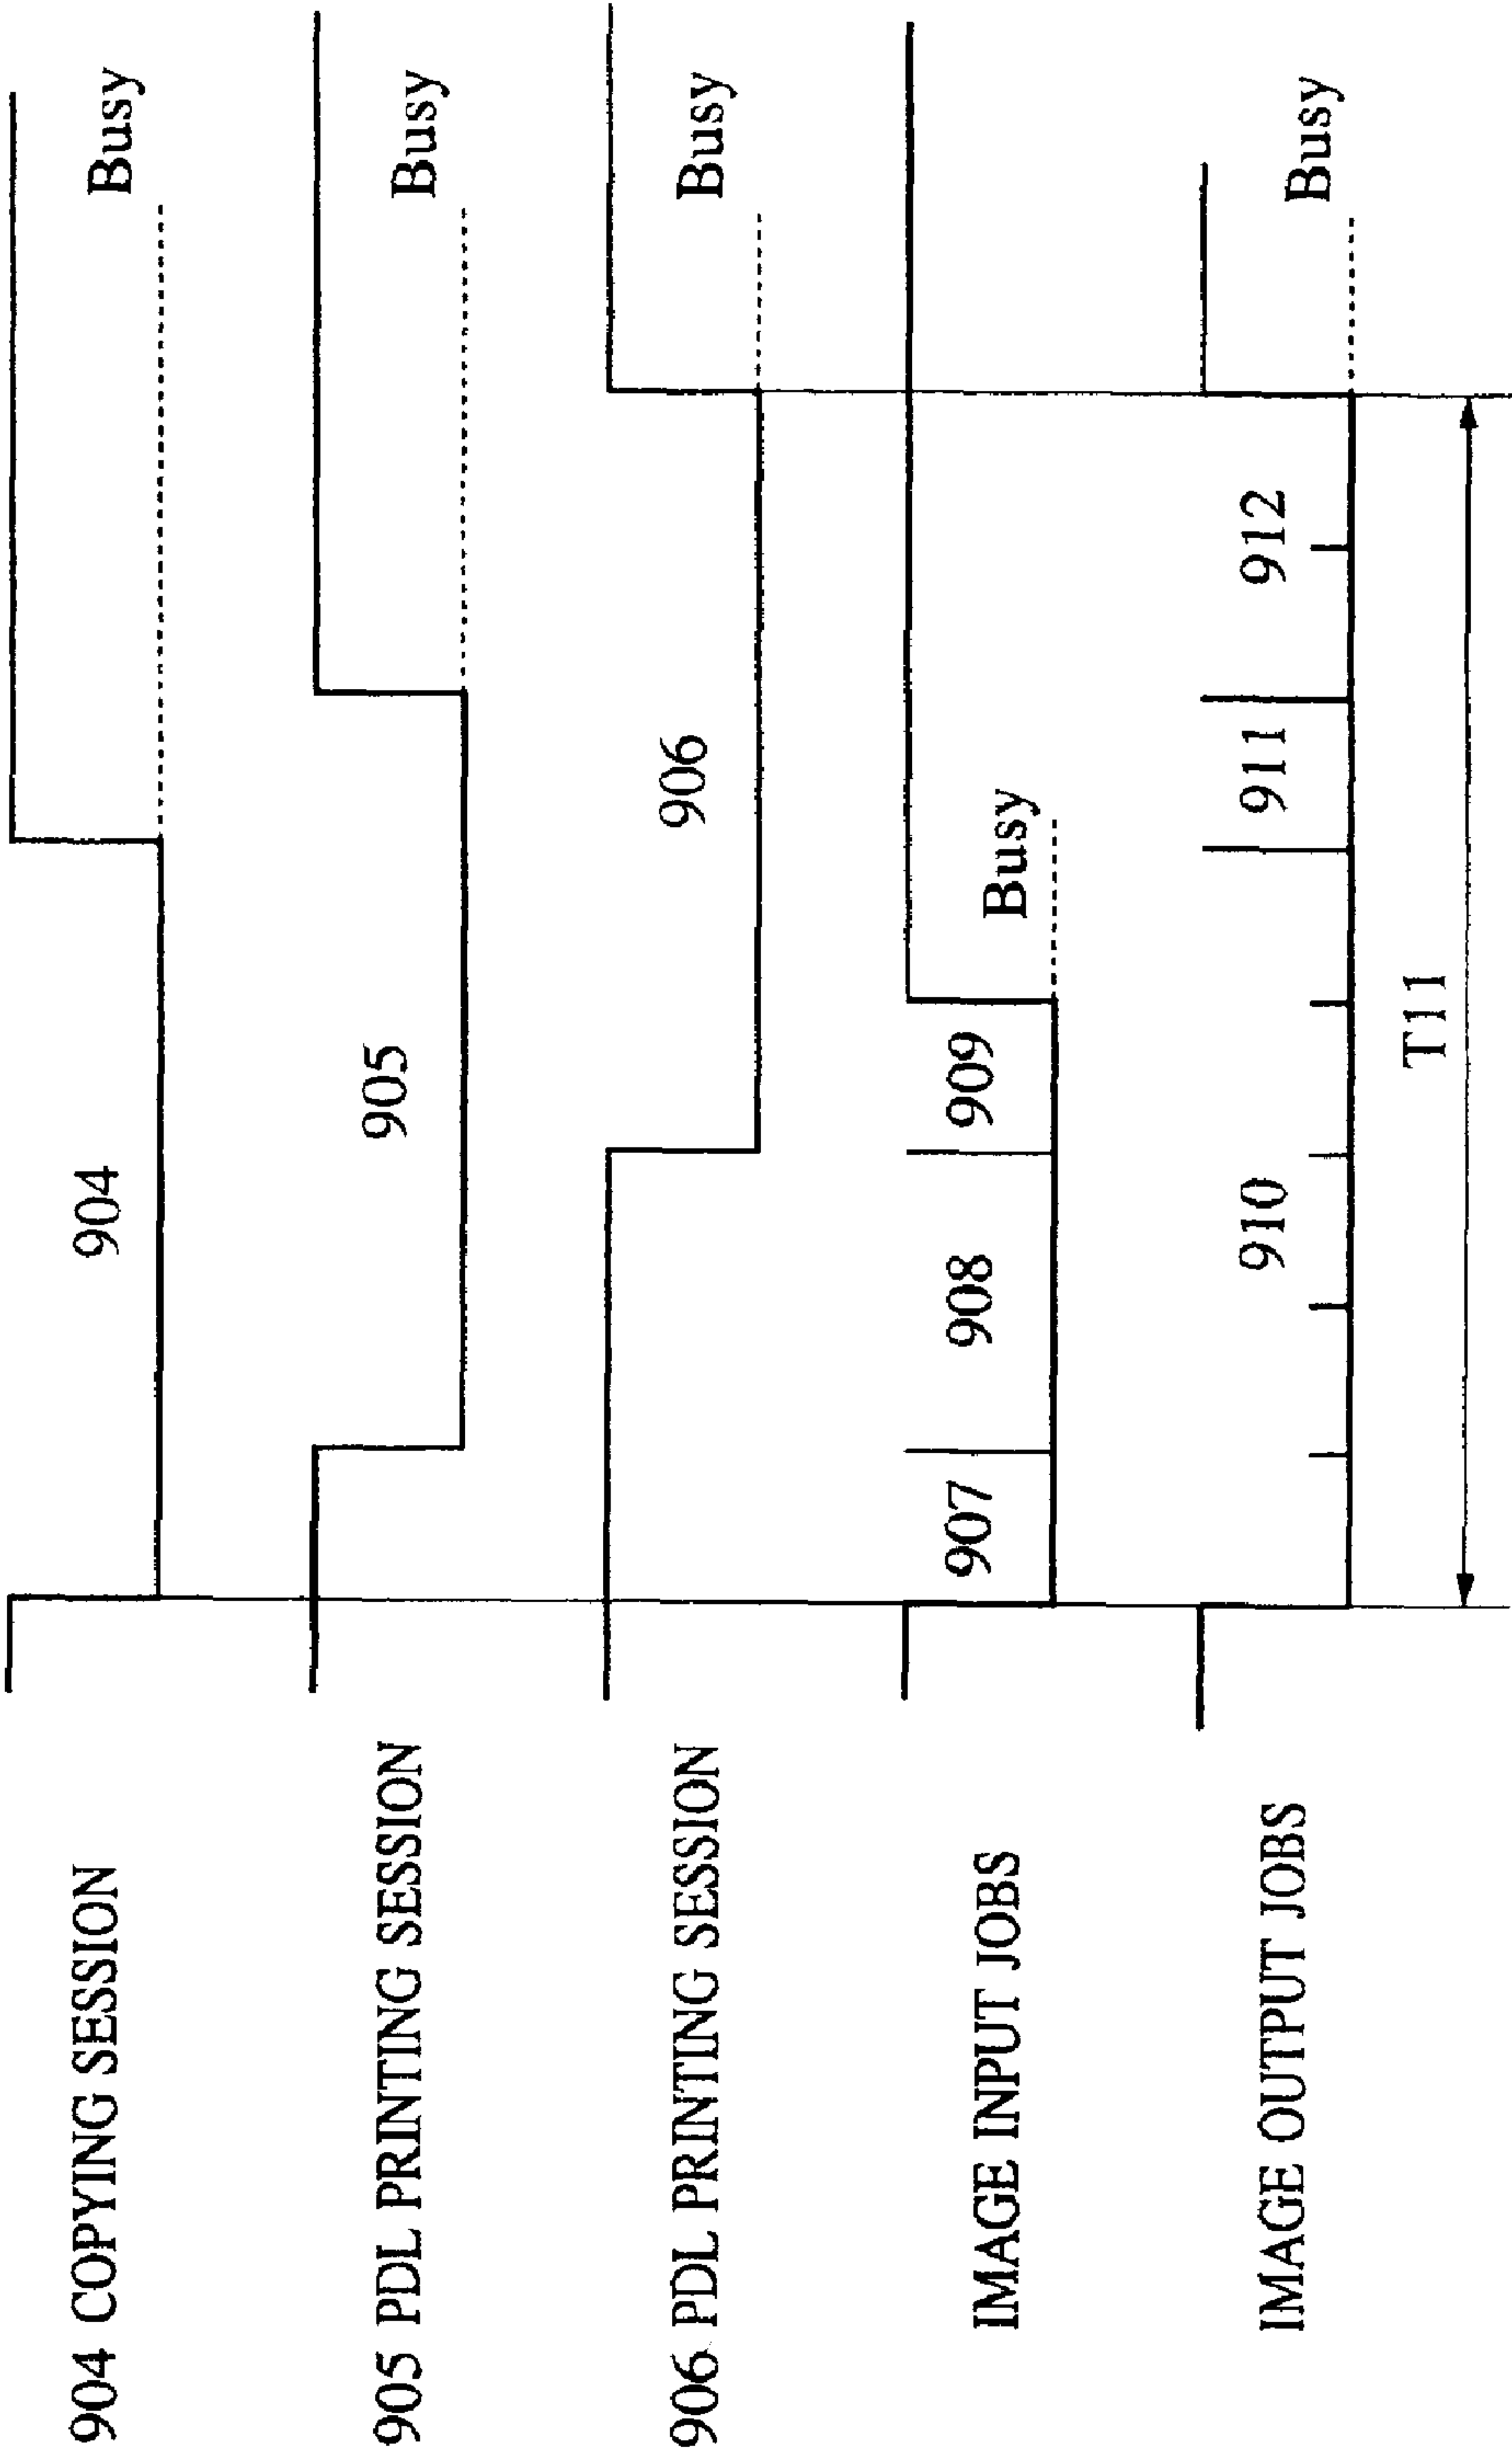 904 COPYING SESSION
904
Busy
905 PDL PRINTING SESSION
905
Busy
906 PDL PRINTING SESSION
906
Busy
IMAGE INPUT JOBS
907
908
909
Busy
IMAGE OUTPUT JOBS
910
911
912
Busy
T11